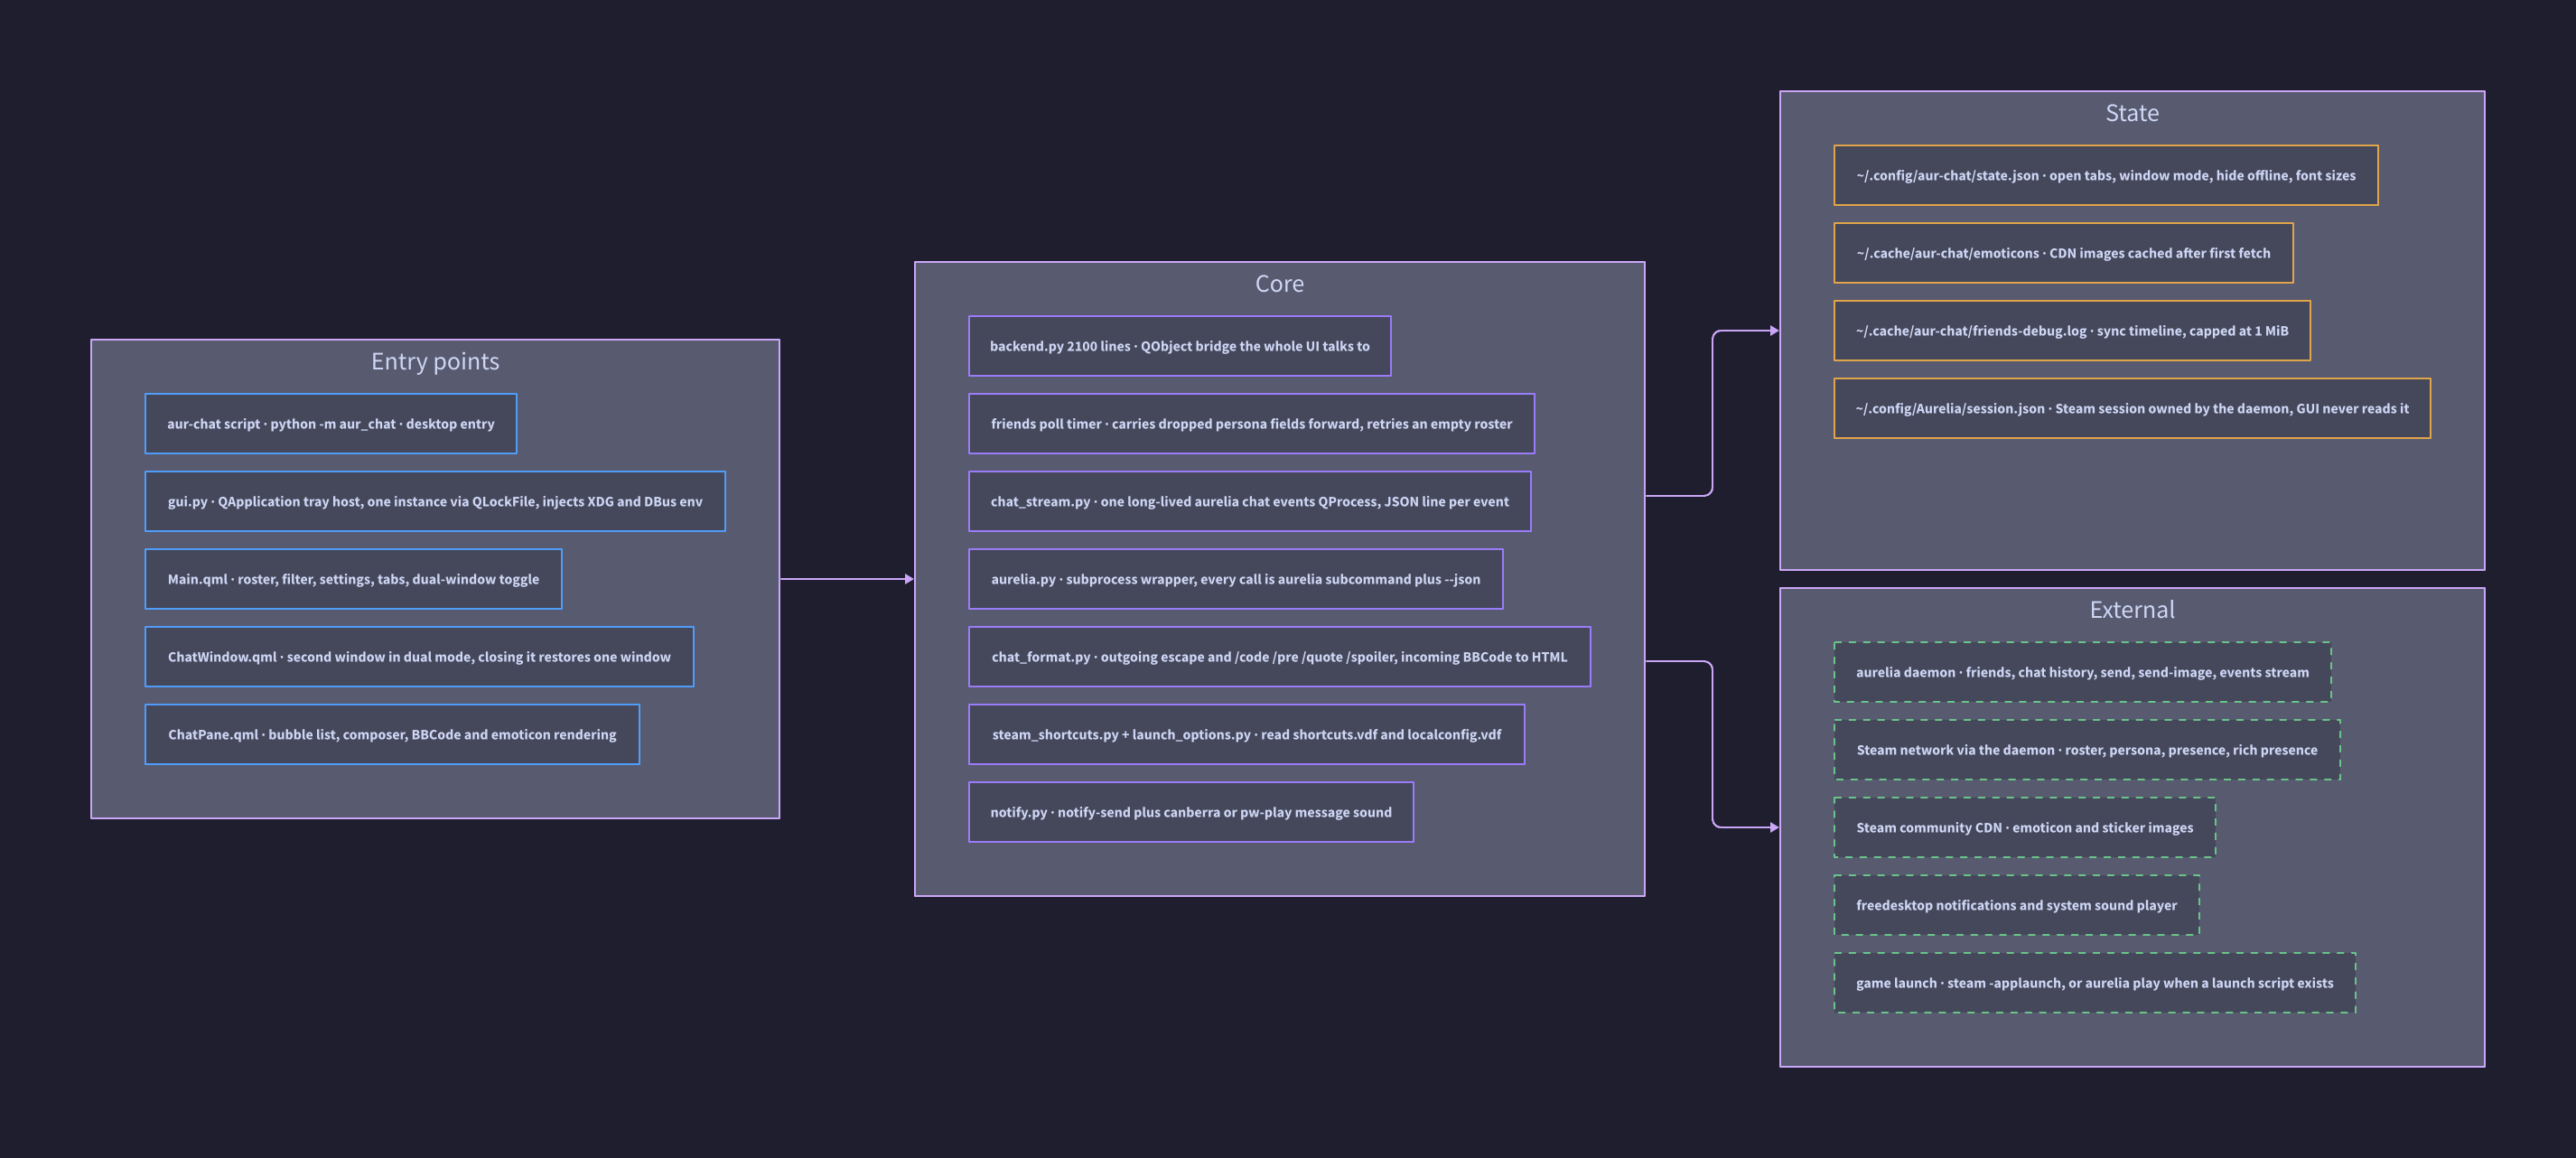 Entry points
aur-chat script · python -m aur_chat · desktop entry
gui.py · QApplication tray host, one instance via QLockFile, injects XDG and DBus env
Main.qml · roster, filter, settings, tabs, dual-window toggle
ChatWindow.qml · second window in dual mode, closing it restores one window
ChatPane.qml · bubble list, composer, BBCode and emoticon rendering
Core
backend.py 2100 lines · QObject bridge the whole UI talks to
friends poll timer · carries dropped persona fields forward, retries an empty roster
chat_stream.py · one long-lived aurelia chat events QProcess, JSON line per event
aurelia.py · subprocess wrapper, every call is aurelia subcommand plus --json
chat_format.py · outgoing escape and /code /pre /quote /spoiler, incoming BBCode to HTML
steam_shortcuts.py + launch_options.py · read shortcuts.vdf and localconfig.vdf
notify.py · notify-send plus canberra or pw-play message sound
State
~/.config/aur-chat/state.json · open tabs, window mode, hide offline, font sizes
~/.cache/aur-chat/emoticons · CDN images cached after first fetch
~/.cache/aur-chat/friends-debug.log · sync timeline, capped at 1 MiB
~/.config/Aurelia/session.json · Steam session owned by the daemon, GUI never reads it
External
aurelia daemon · friends, chat history, send, send-image, events stream
Steam network via the daemon · roster, persona, presence, rich presence
Steam community CDN · emoticon and sticker images
freedesktop notifications and system sound player
game launch · steam -applaunch, or aurelia play when a launch script exists